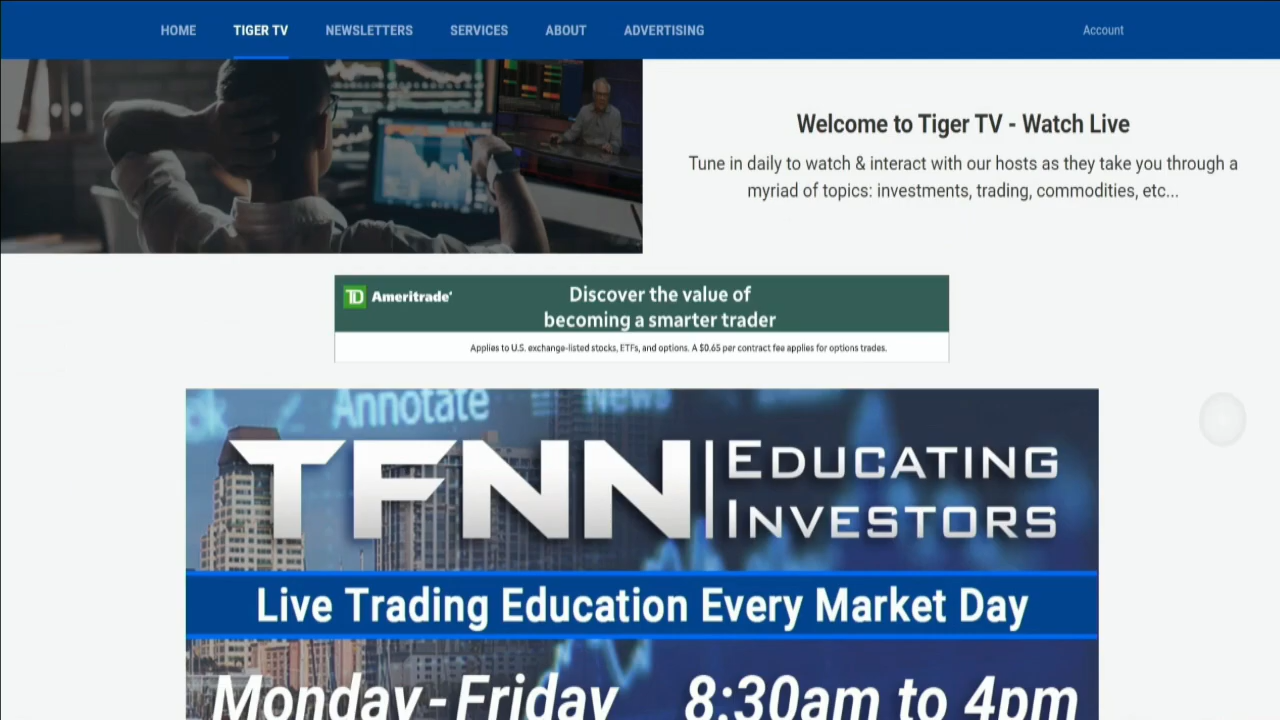 HOME TIGER TV NEWSLETTERS SERVICES ABOUT ADVERTISING Account
Welcome to Tiger TV - Watch Live
Tune in daily to watch & interact with our hosts as they take you through a
myriad of topics: investments, trading, commodities, etc...
TD Ameritrade
Discover the value of
becoming a smarter trader
Applies to U.S. exchange-listed stocks, ETFs, and options. A $0.65 per contract fee applies for options trades.
Annotate News
TFNN EDUCATING
INVESTORS
Live Trading Education Every Market Day
Monday - Friday 8:30am to 4pm